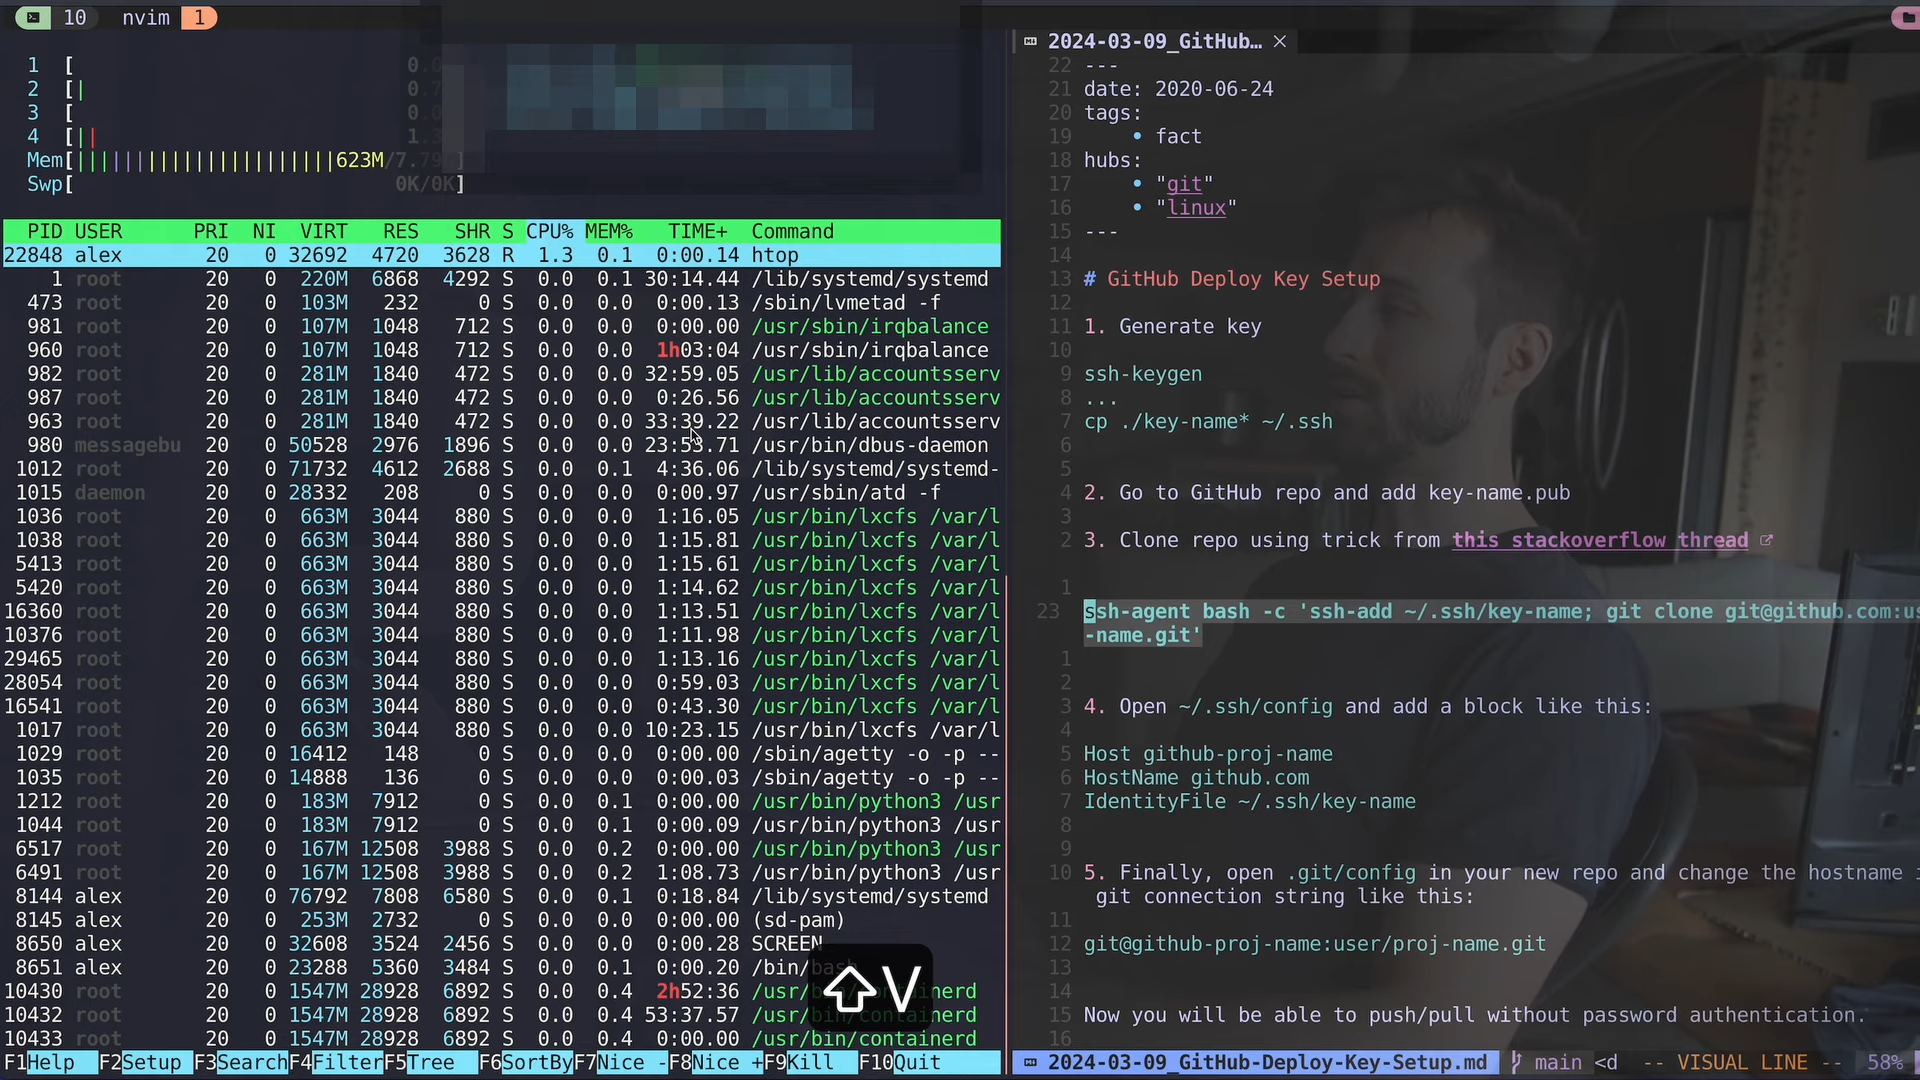 10 nvim 1
1 [ 0.0
2 [| 0.7
3 [ 0.0
4 [|| 1.3
Mem[||||||||||||||||||||||623M/7.79G]
Swp[ 0K/0K]
PID USER PRI NI VIRT RES SHR S CPU% MEM% TIME+ Command
22848 alex 20 0 32692 4720 3628 R 1.3 0.1 0:00.14 htop
1 root 20 0 220M 6868 4292 S 0.0 0.1 30:14.44 /lib/systemd/systemd
473 root 20 0 103M 232 0 S 0.0 0.0 0:00.13 /sbin/lvmetad -f
981 root 20 0 107M 1048 712 S 0.0 0.0 0:00.00 /usr/sbin/irqbalance
960 root 20 0 107M 1048 712 S 0.0 0.0 1h03:04 /usr/sbin/irqbalance
982 root 20 0 281M 1840 472 S 0.0 0.0 32:59.05 /usr/lib/accountsserv
987 root 20 0 281M 1840 472 S 0.0 0.0 0:26.56 /usr/lib/accountsserv
963 root 20 0 281M 1840 472 S 0.0 0.0 33:39.22 /usr/lib/accountsserv
980 messagebu 20 0 50528 2976 1896 S 0.0 0.0 23:53.71 /usr/bin/dbus-daemon
1012 root 20 0 71732 4612 2688 S 0.0 0.1 4:36.06 /lib/systemd/systemd-
1015 daemon 20 0 28332 208 0 S 0.0 0.0 0:00.97 /usr/sbin/atd -f
1036 root 20 0 663M 3044 880 S 0.0 0.0 1:16.05 /usr/bin/lxcfs /var/l
1038 root 20 0 663M 3044 880 S 0.0 0.0 1:15.81 /usr/bin/lxcfs /var/l
5413 root 20 0 663M 3044 880 S 0.0 0.0 1:15.61 /usr/bin/lxcfs /var/l
5420 root 20 0 663M 3044 880 S 0.0 0.0 1:14.62 /usr/bin/lxcfs /var/l
16360 root 20 0 663M 3044 880 S 0.0 0.0 1:13.51 /usr/bin/lxcfs /var/l
10376 root 20 0 663M 3044 880 S 0.0 0.0 1:11.98 /usr/bin/lxcfs /var/l
29465 root 20 0 663M 3044 880 S 0.0 0.0 1:13.16 /usr/bin/lxcfs /var/l
28054 root 20 0 663M 3044 880 S 0.0 0.0 0:59.03 /usr/bin/lxcfs /var/l
16541 root 20 0 663M 3044 880 S 0.0 0.0 0:43.30 /usr/bin/lxcfs /var/l
1017 root 20 0 663M 3044 880 S 0.0 0.0 10:23.15 /usr/bin/lxcfs /var/l
1029 root 20 0 16412 148 0 S 0.0 0.0 0:00.00 /sbin/agetty -o -p --
1035 root 20 0 14888 136 0 S 0.0 0.0 0:00.03 /sbin/agetty -o -p --
1212 root 20 0 183M 7912 0 S 0.0 0.1 0:00.00 /usr/bin/python3 /usr
1044 root 20 0 183M 7912 0 S 0.0 0.1 0:00.09 /usr/bin/python3 /usr
6517 root 20 0 167M 12508 3988 S 0.0 0.2 0:00.00 /usr/bin/python3 /usr
6491 root 20 0 167M 12508 3988 S 0.0 0.2 1:08.73 /usr/bin/python3 /usr
8144 alex 20 0 76792 7808 6580 S 0.0 0.1 0:18.84 /lib/systemd/systemd
8145 alex 20 0 253M 2732 0 S 0.0 0.0 0:00.00 (sd-pam)
8650 alex 20 0 32608 3524 2456 S 0.0 0.0 0:00.28 SCREEN
8651 alex 20 0 23288 5360 3484 S 0.0 0.1 0:00.20 /bin/bash
10430 root 20 0 1547M 28928 6892 S 0.0 0.4 2h52:36 /usr/bin/containerd
10432 root 20 0 1547M 28928 6892 S 0.0 0.4 53:37.57 /usr/bin/containerd
10433 root 20 0 1547M 28928 6892 S 0.0 0.4 0:00.00 /usr/bin/containerd
F1Help F2Setup F3SearchF4FilterF5Tree F6SortByF7Nice -F8Nice +F9Kill F10Quit
⇧V
2024-03-09_GitHub… ×
22 ---
21 date: 2020-06-24
20 tags:
19 • fact
18 hubs:
17 • "git"
16 • "linux"
15 ---
14
13 # GitHub Deploy Key Setup
12
11 1. Generate key
10
9 ssh-keygen
8 ...
7 cp ./key-name* ~/.ssh
6
5
4 2. Go to GitHub repo and add key-name.pub
3
2 3. Clone repo using trick from this stackoverflow thread
1
23 ssh-agent bash -c 'ssh-add ~/.ssh/key-name; git clone git@github.com:us
-name.git'
1
2
3 4. Open ~/.ssh/config and add a block like this:
4
5 Host github-proj-name
6 HostName github.com
7 IdentityFile ~/.ssh/key-name
8
9
10 5. Finally, open .git/config in your new repo and change the hostname i
git connection string like this:
11
12 git@github-proj-name:user/proj-name.git
13
14
15 Now you will be able to push/pull without password authentication.
16
2024-03-09_GitHub-Deploy-Key-Setup.md main <d -- VISUAL LINE -- 58%